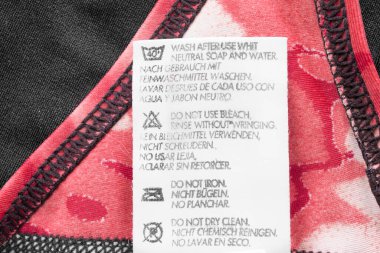 40°
WASH AFTER USE WHIT
NEUTRAL SOAP AND WATER.
NACH GEBRAUCH MIT
FEINWASCHMITTEL WASCHEN.
LAVAR DESPUES DE CADA USO CON
AGUA Y JABON NEUTRO.
DO NOT USE BLEACH,
RINSE WITHOUT WRINGING.
KEIN BLEICHMITTEL VERWENDEN,
NICHT SCHLEUDERN.
NO USAR LEJIA,
ACLARAR SIN RETORCER.
DO NOT IRON.
NICHT BÜGELN.
NO PLANCHAR.
DO NOT DRY CLEAN.
NICHT CHEMISCH REINIGEN.
NO LAVAR EN SECO.